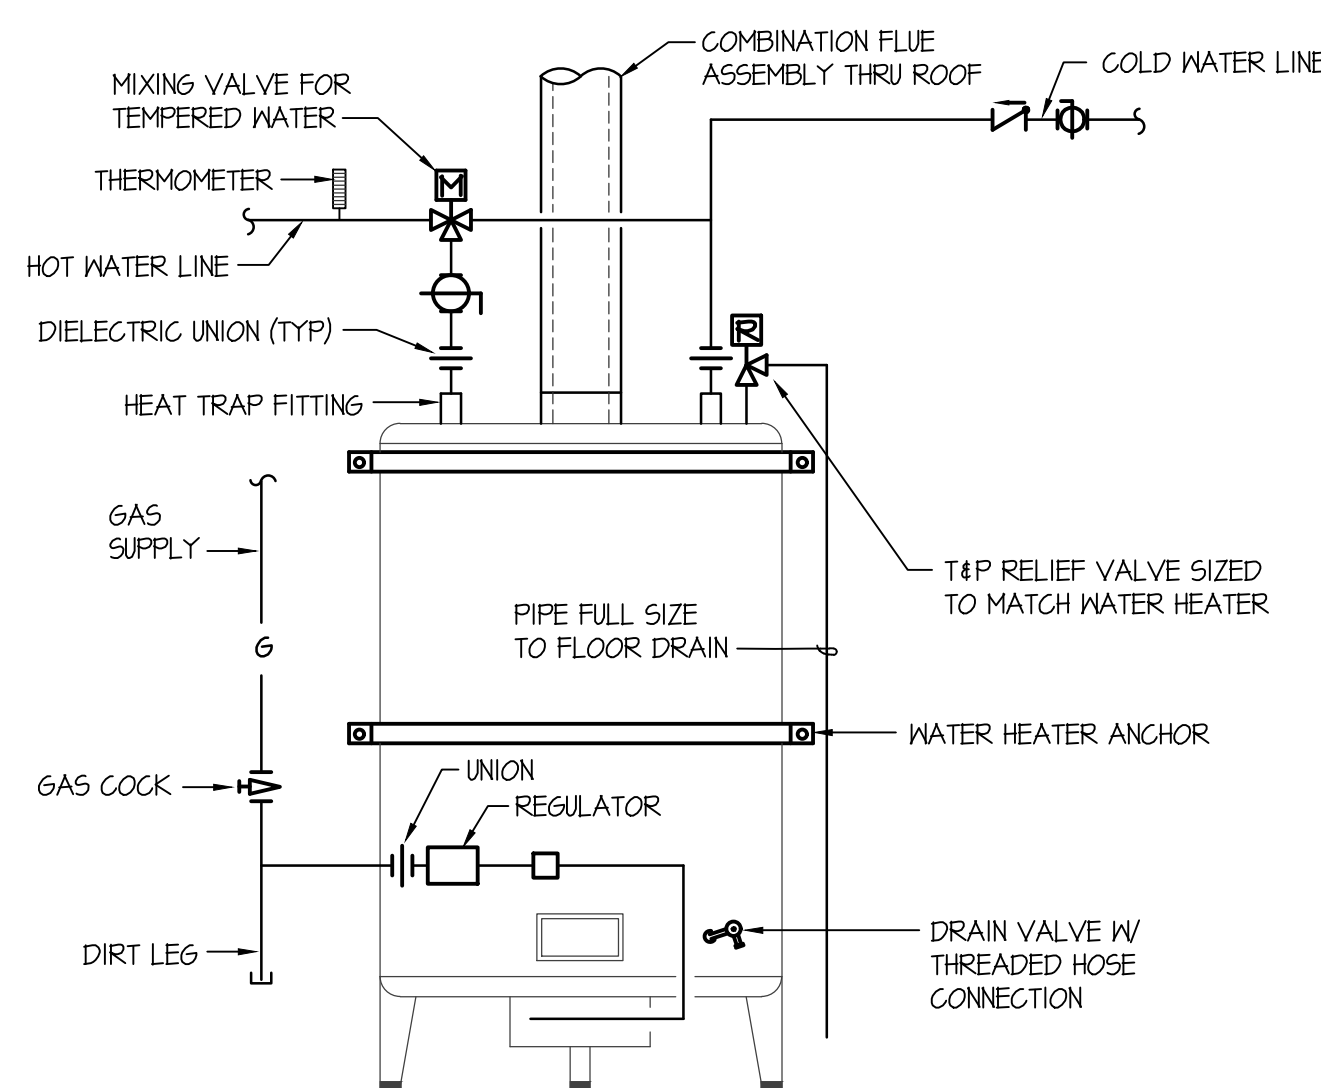 COMBINATION FLUE
ASSEMBLY THRU ROOF
COLD WATER LINE
MIXING VALVE FOR
TEMPERED WATER
THERMOMETER
M
HOT WATER LINE
DIELECTRIC UNION (TYP)
R
HEAT TRAP FITTING
GAS
SUPPLY
T&P RELIEF VALVE SIZED
TO MATCH WATER HEATER
PIPE FULL SIZE
TO FLOOR DRAIN
G
WATER HEATER ANCHOR
GAS COCK
UNION
REGULATOR
DIRT LEG
DRAIN VALVE W/
THREADED HOSE
CONNECTION